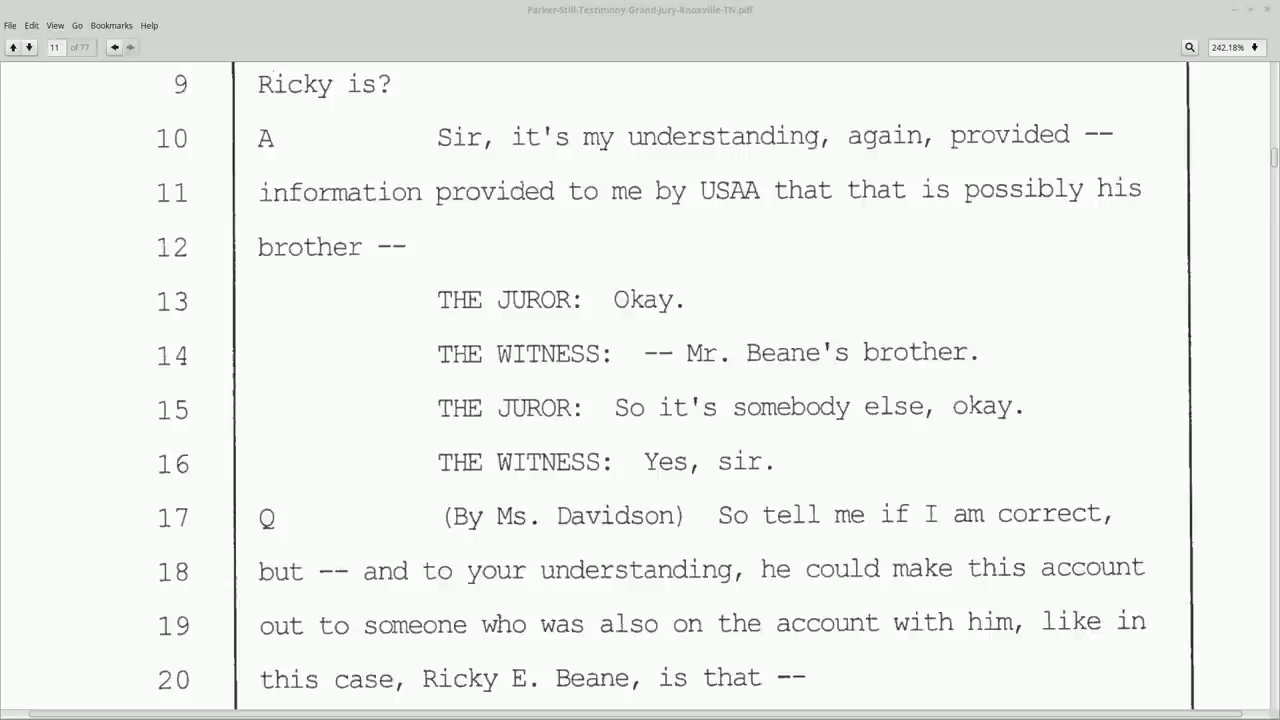 Parker-Still-Testimony-Grand-Jury-Knoxville-TN.pdf
File Edit View Go Bookmarks Help
11 of 77 242.18%
9 Ricky is?
10 A Sir, it's my understanding, again, provided --
11 information provided to me by USAA that that is possibly his
12 brother --
13 THE JUROR: Okay.
14 THE WITNESS: -- Mr. Beane's brother.
15 THE JUROR: So it's somebody else, okay.
16 THE WITNESS: Yes, sir.
17 Q (By Ms. Davidson) So tell me if I am correct,
18 but -- and to your understanding, he could make this account
19 out to someone who was also on the account with him, like in
20 this case, Ricky E. Beane, is that --